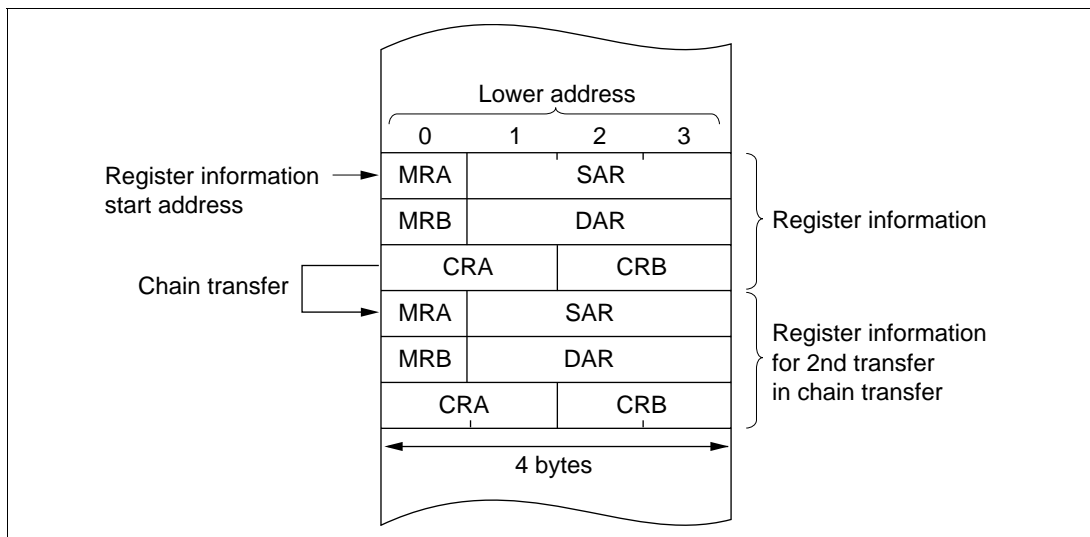 Lower address
0 1 2 3
Register information
start address
MRA SAR
MRB DAR
Register information
CRA CRB
Chain transfer
MRA SAR
Register information
for 2nd transfer
in chain transfer
MRB DAR
CRA CRB
4 bytes